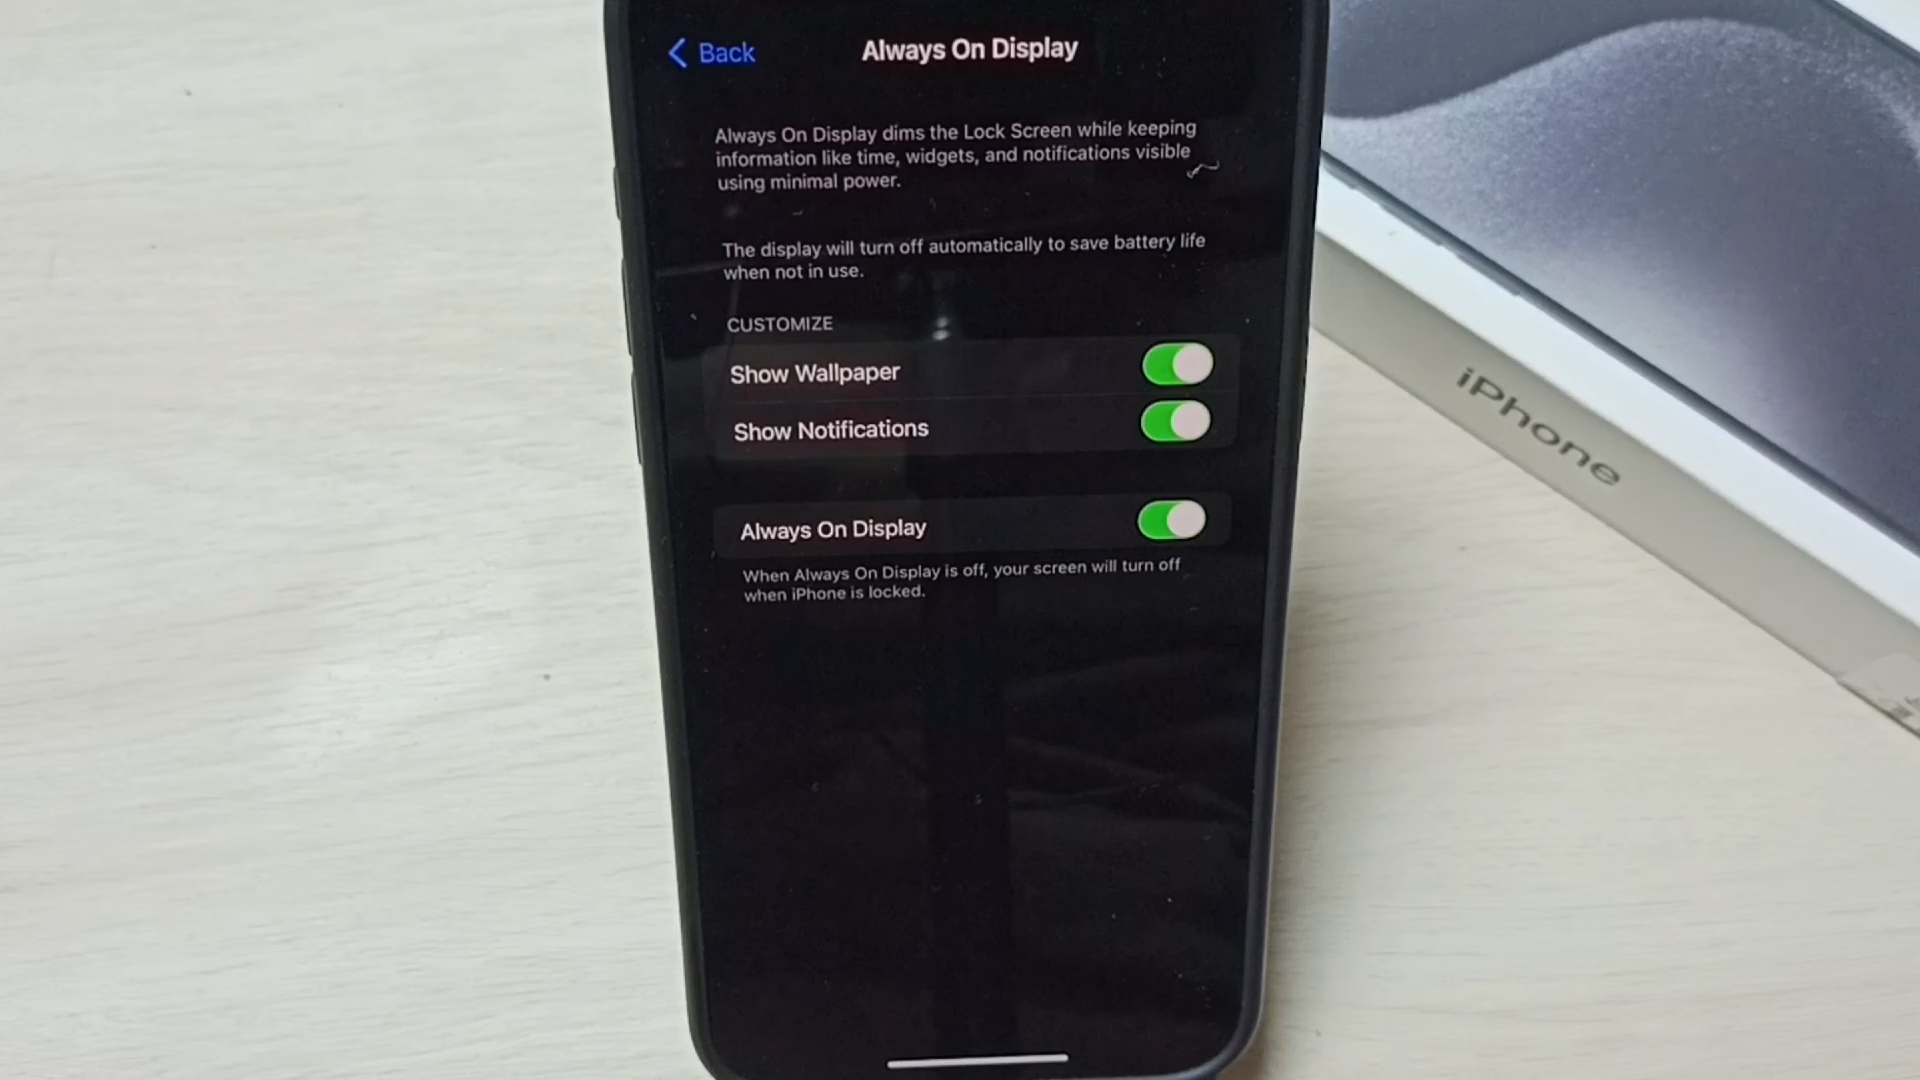 Back
Always On Display
Always On Display dims the Lock Screen while keeping
information like time, widgets, and notifications visible
using minimal power.
The display will turn off automatically to save battery life
when not in use.
CUSTOMIZE
Show Wallpaper
Show Notifications
Always On Display
When Always On Display is off, your screen will turn off
when iPhone is locked.
iPhone